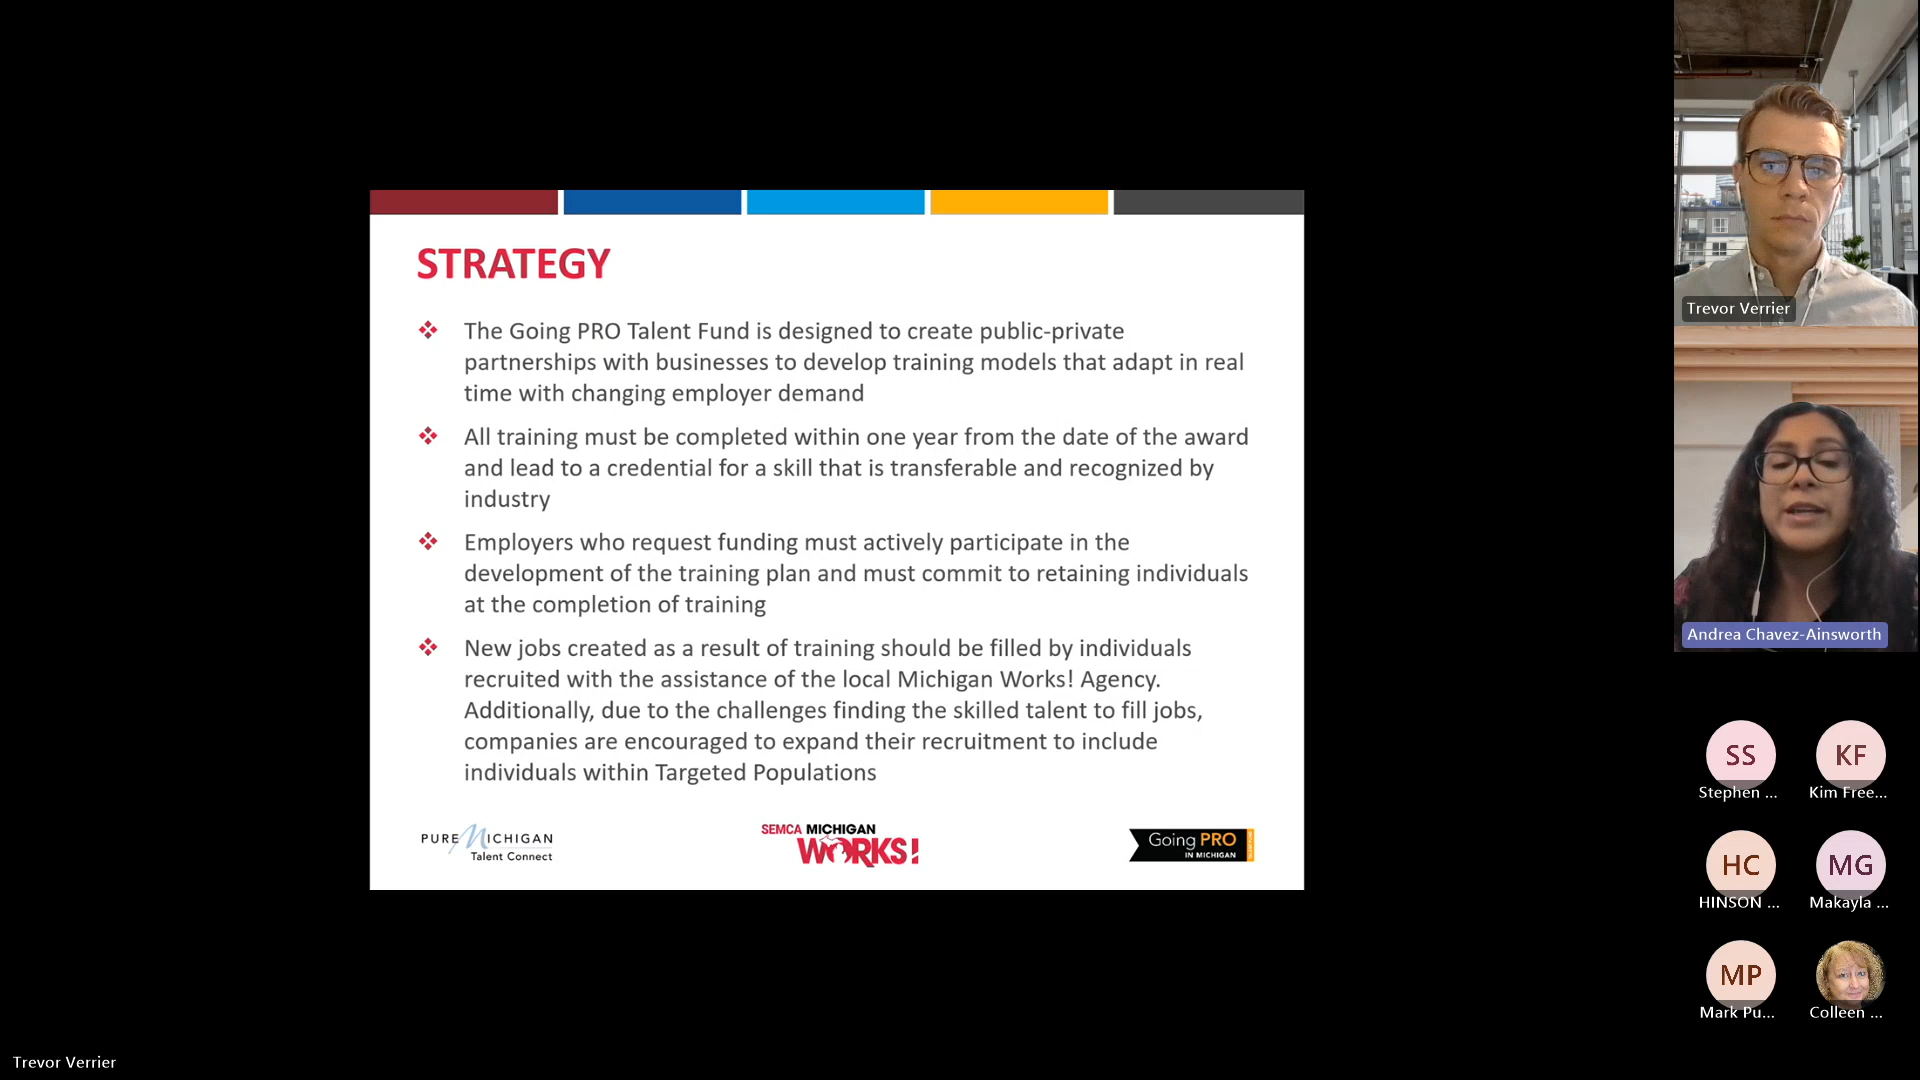 STRATEGY
❖ The Going PRO Talent Fund is designed to create public-private
partnerships with businesses to develop training models that adapt in real
time with changing employer demand
❖ All training must be completed within one year from the date of the award
and lead to a credential for a skill that is transferable and recognized by
industry
❖ Employers who request funding must actively participate in the
development of the training plan and must commit to retaining individuals
at the completion of training
❖ New jobs created as a result of training should be filled by individuals
recruited with the assistance of the local Michigan Works! Agency.
Additionally, due to the challenges finding the skilled talent to fill jobs,
companies are encouraged to expand their recruitment to include
individuals within Targeted Populations
PURE MICHIGAN
Talent Connect
SEMCA MICHIGAN
WORKS!
Going PRO
IN MICHIGAN
Trevor Verrier
Andrea Chavez-Ainsworth
SS KF
Stephen ... Kim Free...
HC MG
HINSON ... Makayla ...
MP
Mark Pu... Colleen ...
Trevor Verrier